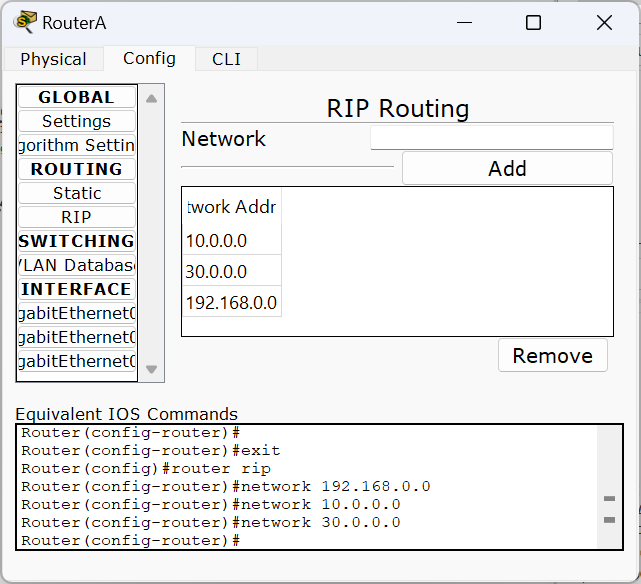 RouterA
Physical
Config
CLI
GLOBAL
Settings
gorithm Settin
ROUTING
Static
RIP
SWITCHING
VLAN Database
INTERFACE
gabitEthernet0
gabitEthernet0
gabitEthernet0
RIP Routing
Network
Add
twork Addr
10.0.0.0
30.0.0.0
192.168.0.0
Remove
Equivalent IOS Commands
Router(config-router)#
Router(config-router)#exit
Router(config)#router rip
Router(config-router)#network 192.168.0.0
Router(config-router)#network 10.0.0.0
Router(config-router)#network 30.0.0.0
Router(config-router)#